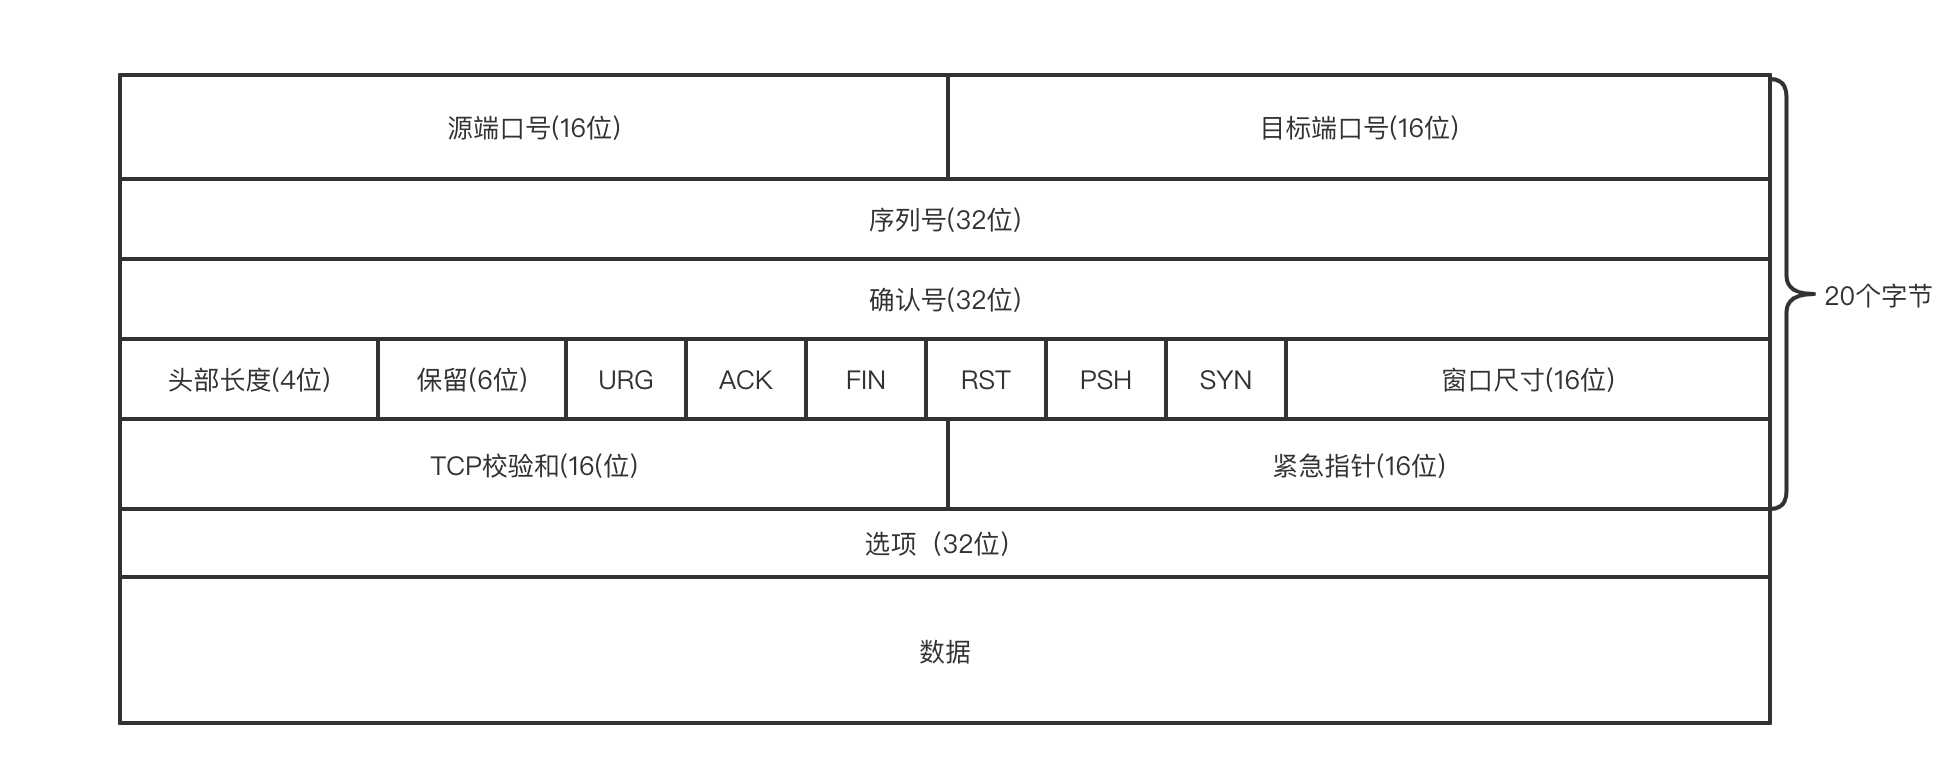 源端口号(16位)
目标端口号(16位)
序列号(32位)
确认号(32位)
20个字节
头部长度(4位)
保留(6位)
URG
ACK
FIN
RST
PSH
SYN
窗口尺寸(16位)
TCP校验和(16(位)
紧急指针(16位)
选项（32位）
数据